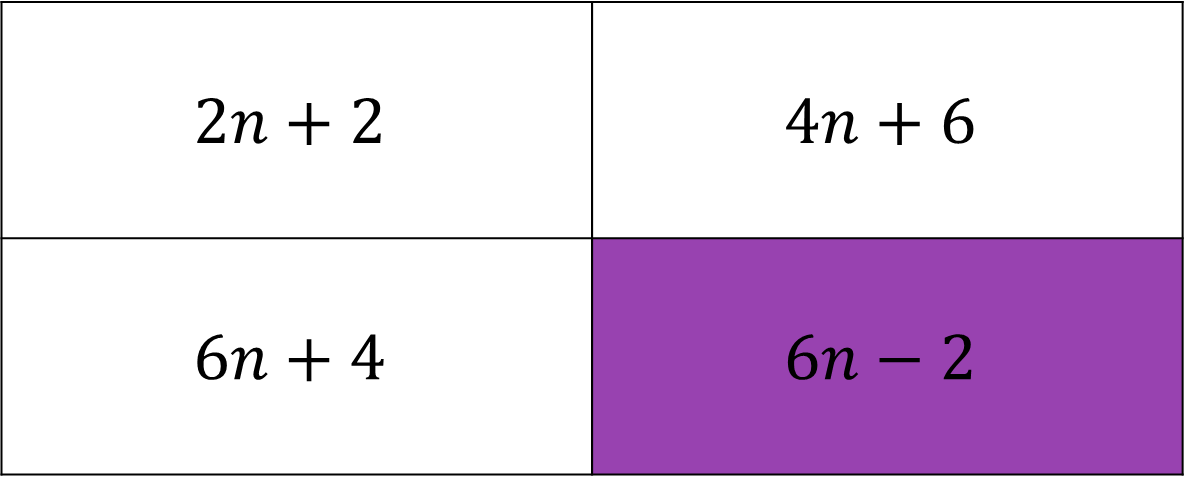 2n + 2
4n + 6
6n + 4
6n − 2